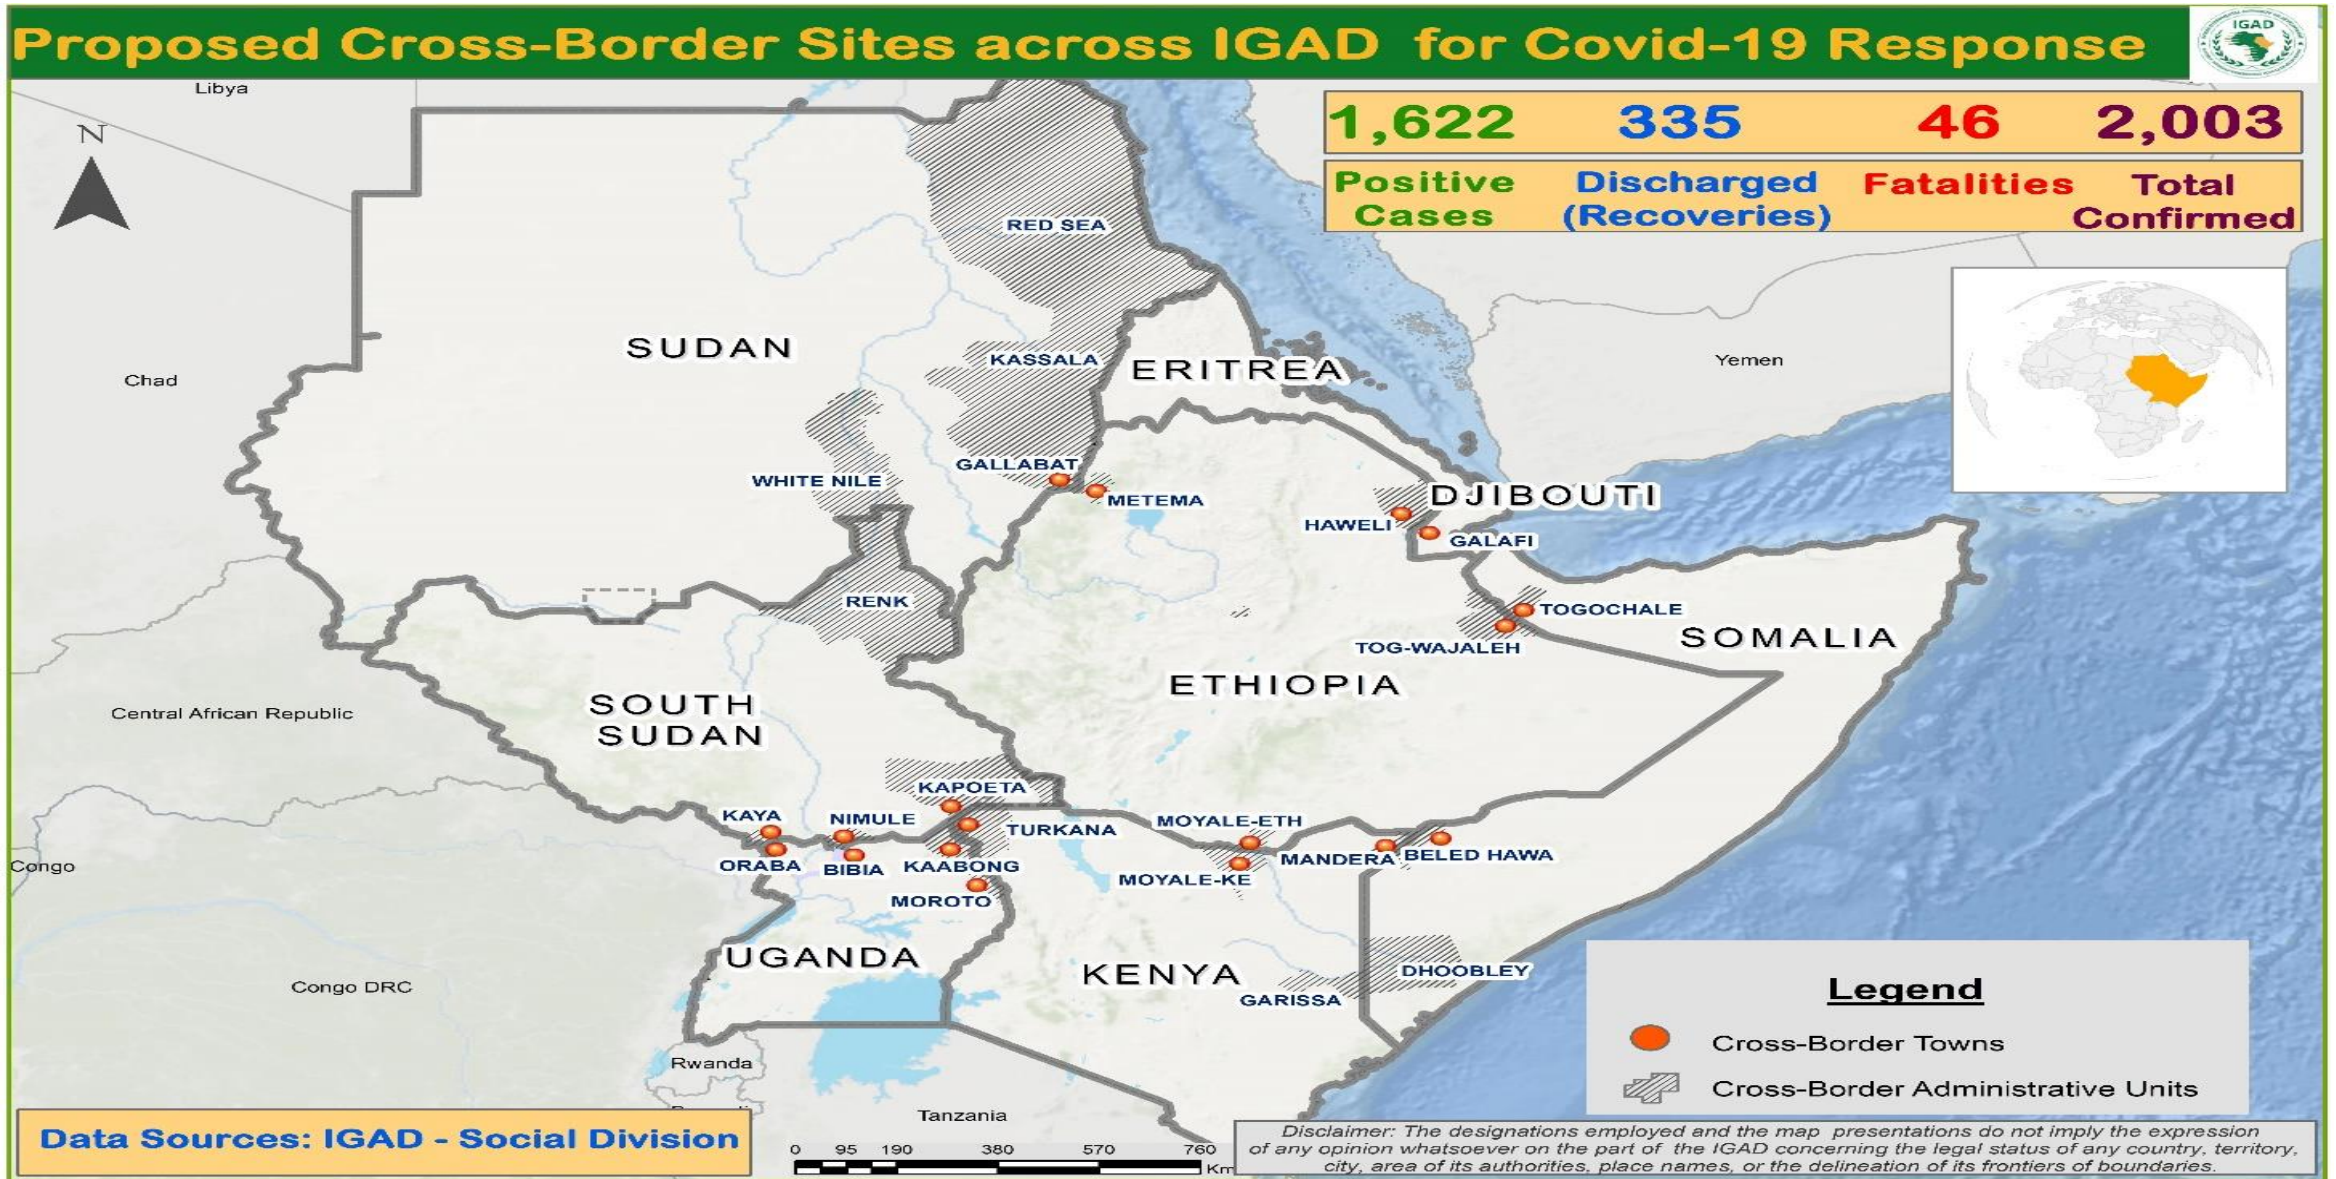 Proposed Cross-Border Sites across IGAD for Covid-19 Response
IGAD
Libya
N
1,622 335 46 2,003
Positive Cases
Discharged (Recoveries)
Fatalities
Total Confirmed
RED SEA
SUDAN
KASSALA
ERITREA
Yemen
Chad
GALLABAT
WHITE NILE
METEMA
DJIBOUTI
HAWELI
GALAFI
RENK
TOGOCHALE
SOMALIA
TOG-WAJALEH
ETHIOPIA
Central African Republic
SOUTH
SUDAN
KAPOETA
KAYA
NIMULE
TURKANA
MOYALE-ETH
ORABA
BIBIA
KAABONG
MANDERA
BELED HAWA
Congo
MOYALE-KE
MOROTO
UGANDA
KENYA
DHOOBLEY
GARISSA
Congo DRC
Legend
Cross-Border Towns
Cross-Border Administrative Units
Rwanda
Tanzania
Data Sources: IGAD - Social Division
0 95 190 380 570 760
Km
Disclaimer: The designations employed and the map presentations do not imply the expression
of any opinion whatsoever on the part of the IGAD concerning the legal status of any country, territory,
city, area of its authorities, place names, or the delineation of its frontiers of boundaries.